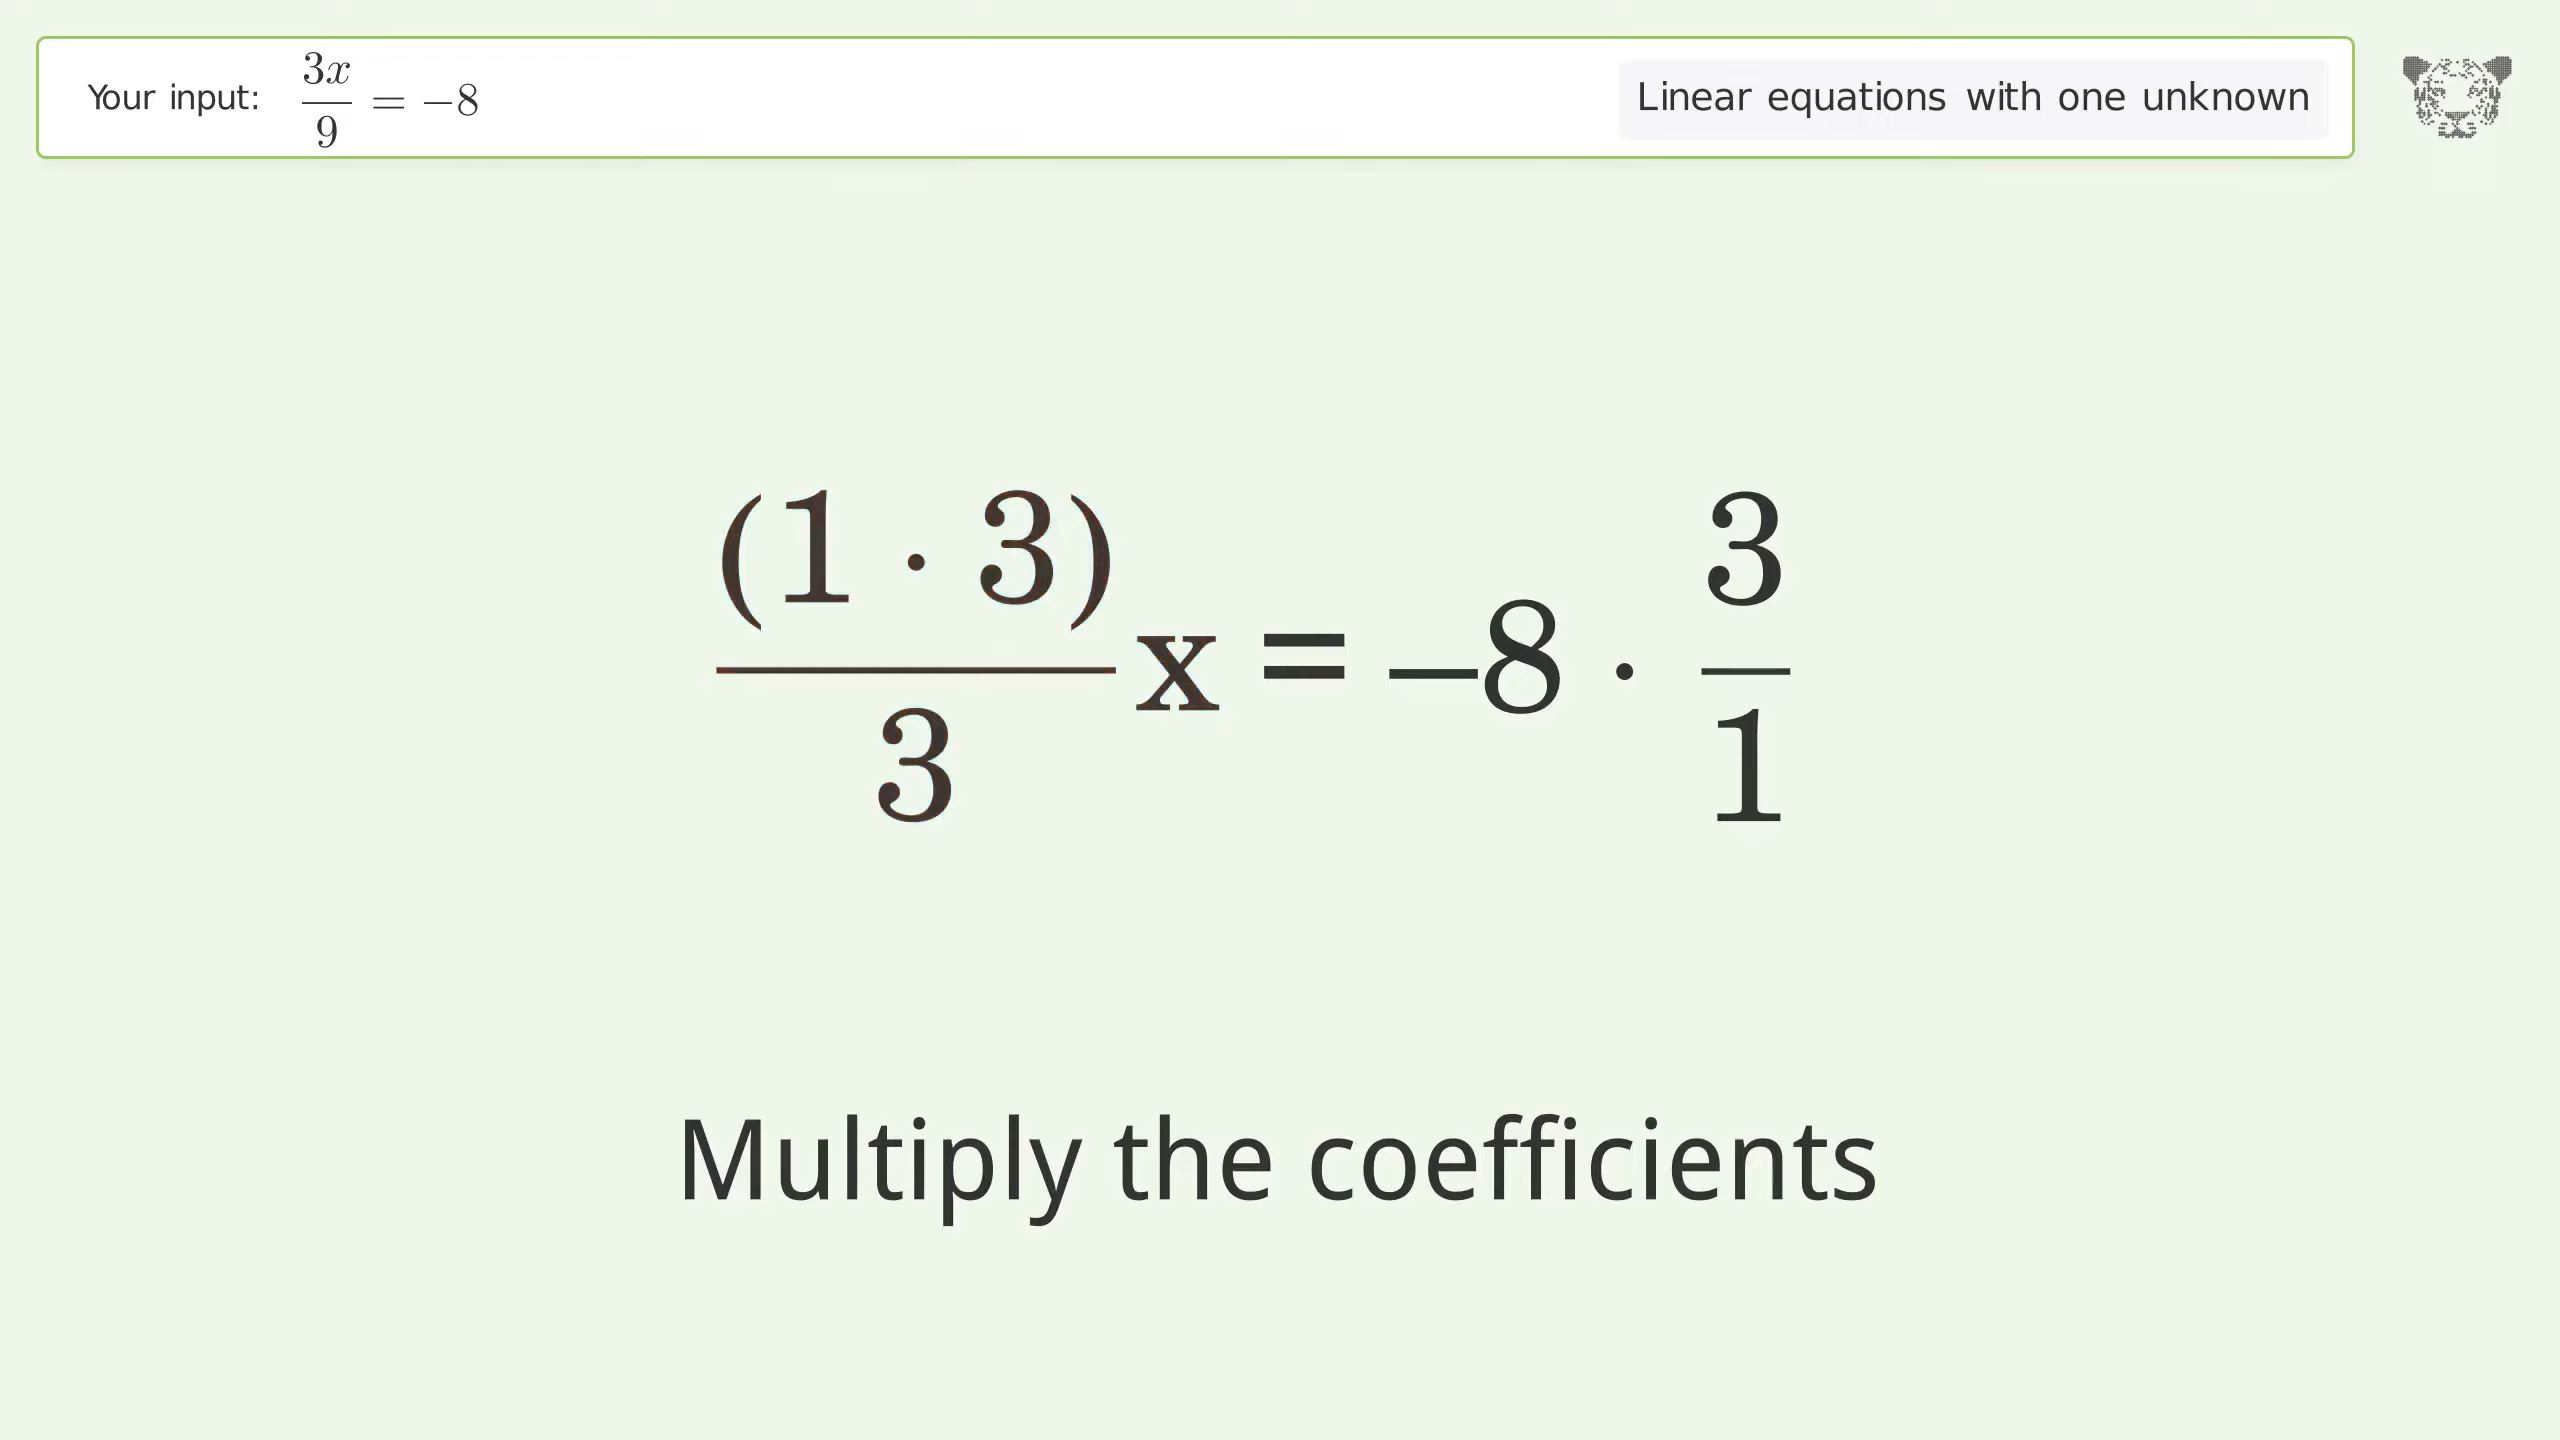 Your input: 3x/9 = −8
Linear equations with one unknown
(1 · 3)/3 x = −8 · 3/1
Multiply the coefficients